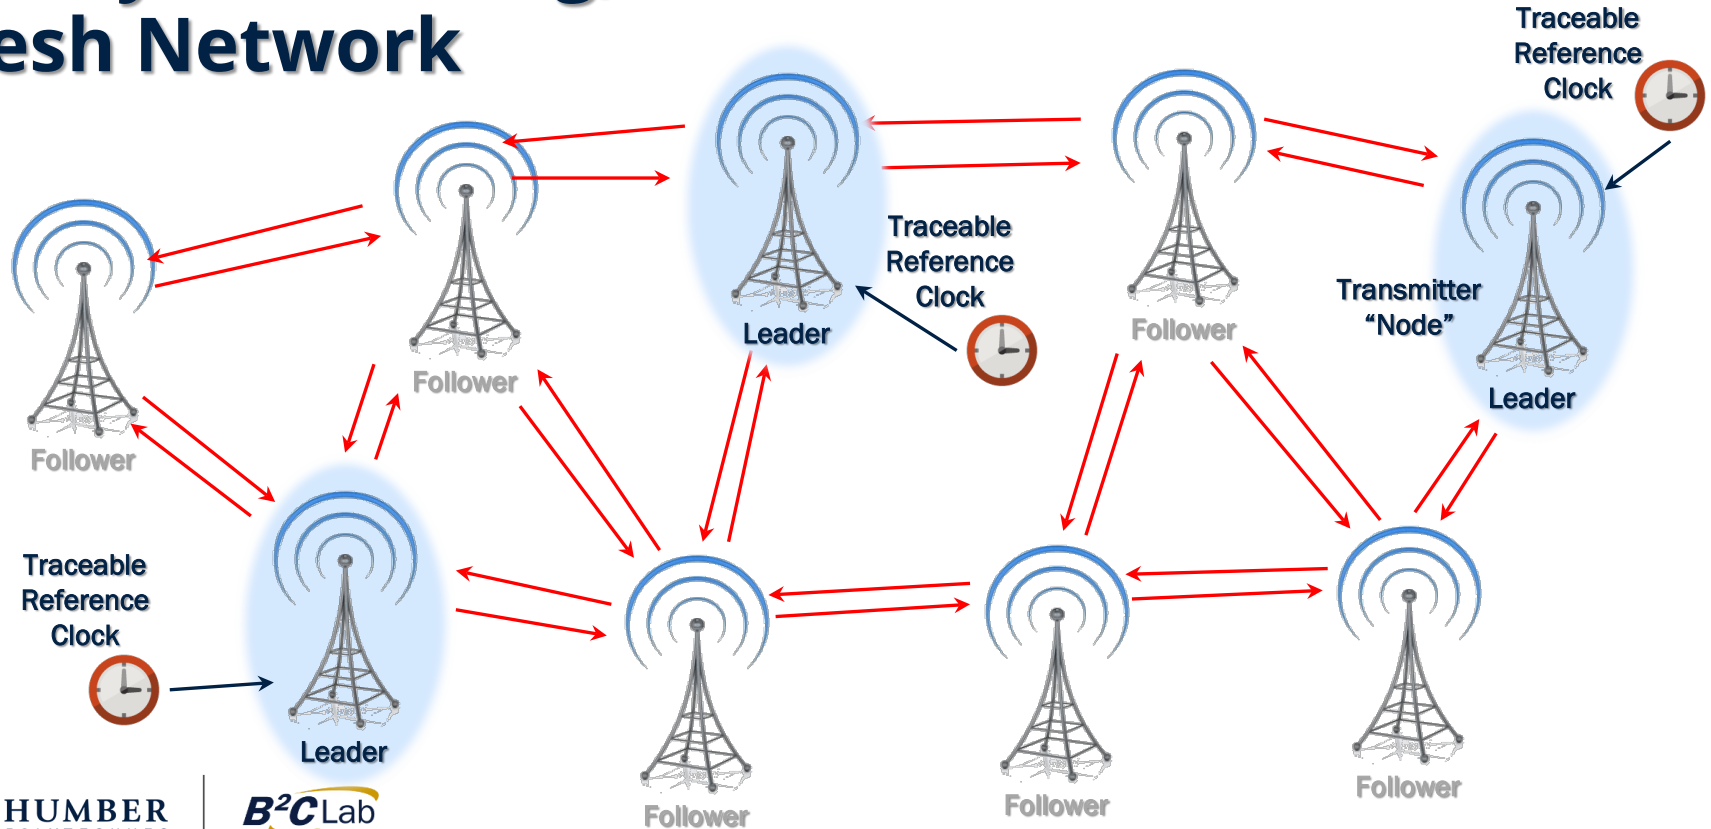 esh Network
Traceable
Reference
Clock
Traceable
Reference
Clock
Transmitter
“Node”
Leader
Follower
Leader
Follower
Follower
Traceable
Reference
Clock
Leader
Follower
Follower
Follower
HUMBER
B²C Lab